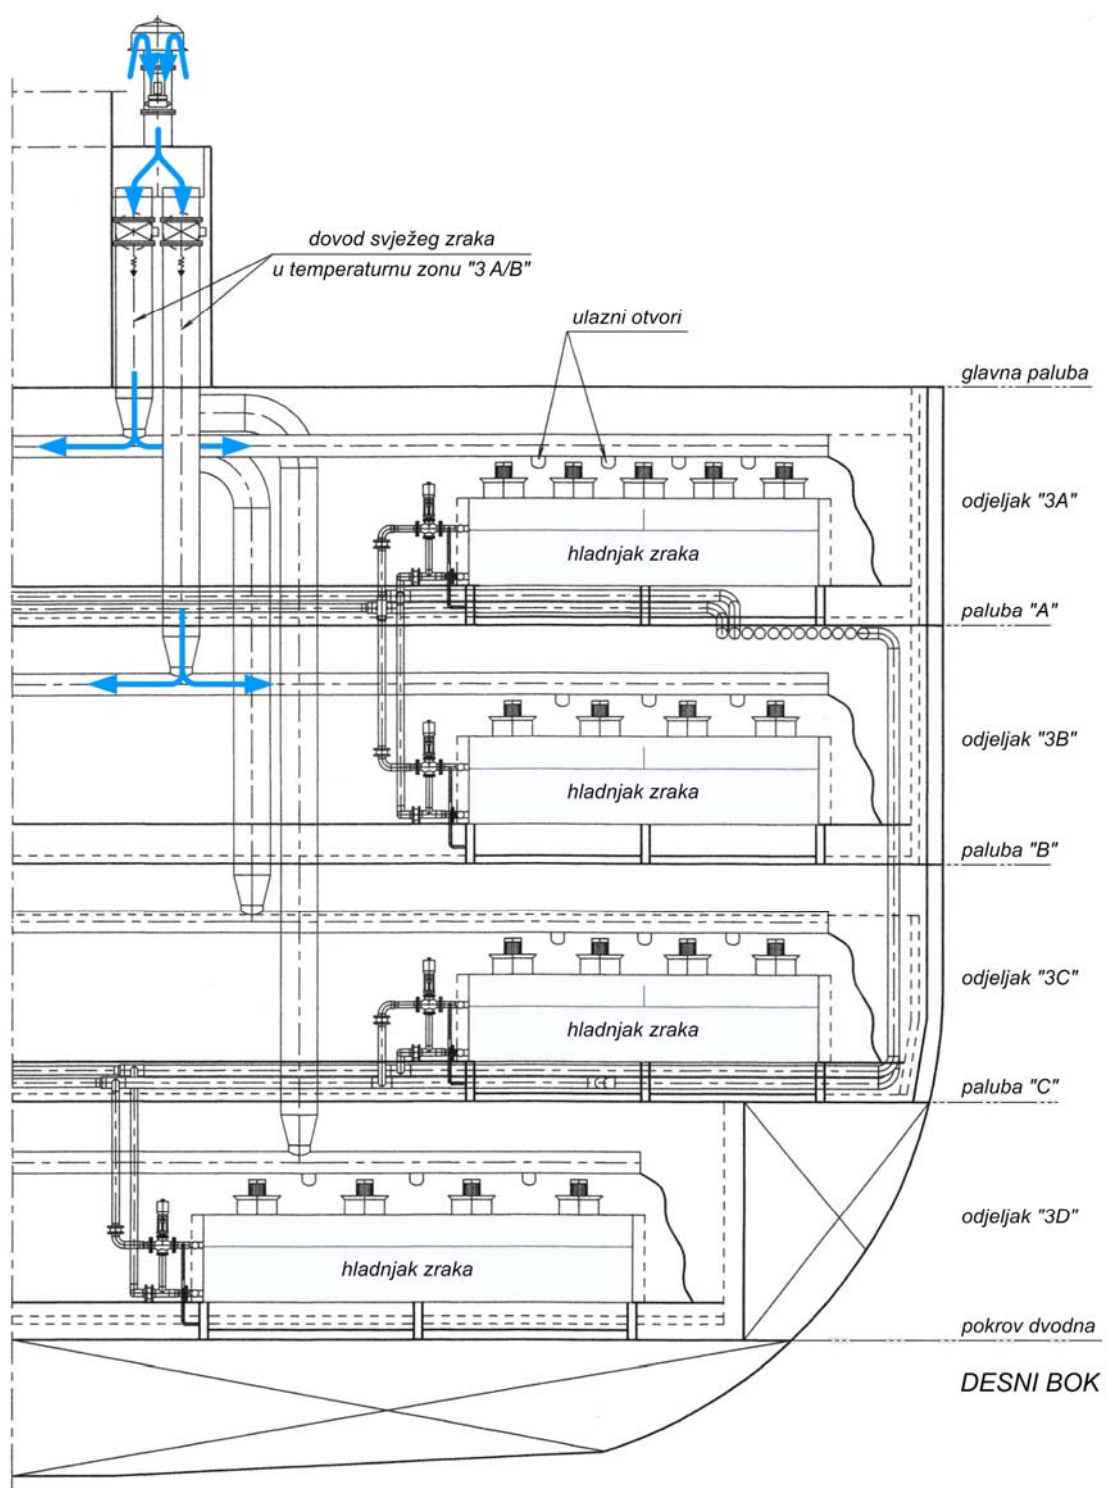 dovod svježeg zraka
u temperaturnu zonu "3 A/B"
ulazni otvori
glavna paluba
odjeljak "3A"
hladnjak zraka
paluba "A"
odjeljak "3B"
hladnjak zraka
paluba "B"
odjeljak "3C"
hladnjak zraka
paluba "C"
odjeljak "3D"
hladnjak zraka
pokrov dvodna
DESNI BOK